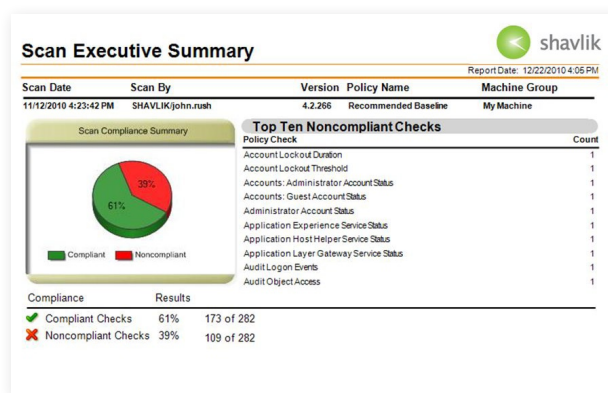 shavlik
Scan Executive Summary
Report Date: 12/22/2010 4:05 PM
Scan Date Scan By Version Policy Name Machine Group
11/12/2010 4:23:42 PM SHAVLIK/john.rush 4.2.266 Recommended Baseline My Machine
Scan Compliance Summary
39%
61%
Compliant Noncompliant
Top Ten Noncompliant Checks
Policy Check Count
Account Lockout Duration 1
Account Lockout Threshold 1
Accounts: Administrator Account Status 1
Accounts: Guest Account Status 1
Administrator Account Status 1
Application Experience Service Status 1
Application Host Helper Service Status 1
Application Layer Gateway Service Status 1
Audit Logon Events 1
Audit Object Access 1
Compliance Results
Compliant Checks 61% 173 of 282
Noncompliant Checks 39% 109 of 282